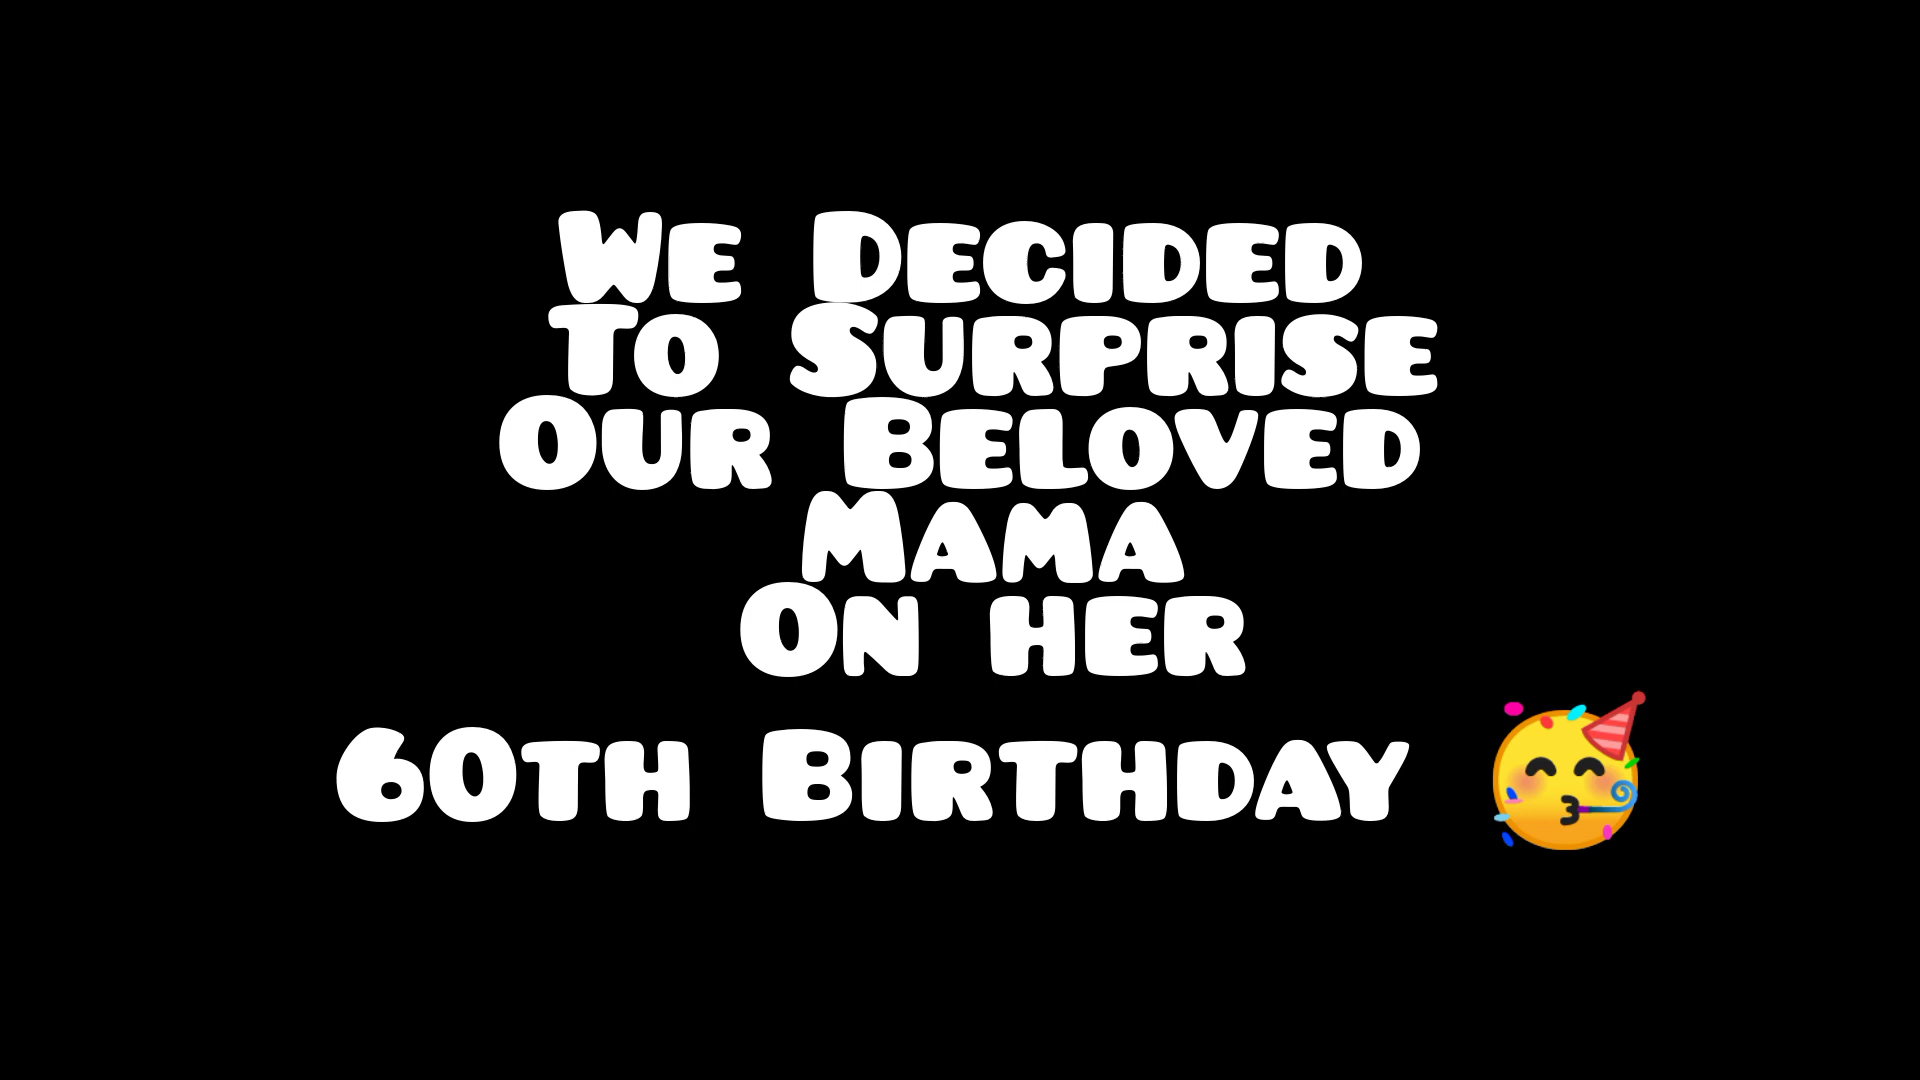 We Decided
To Surprise
Our Beloved
Mama
On her
60th Birthday 🥳